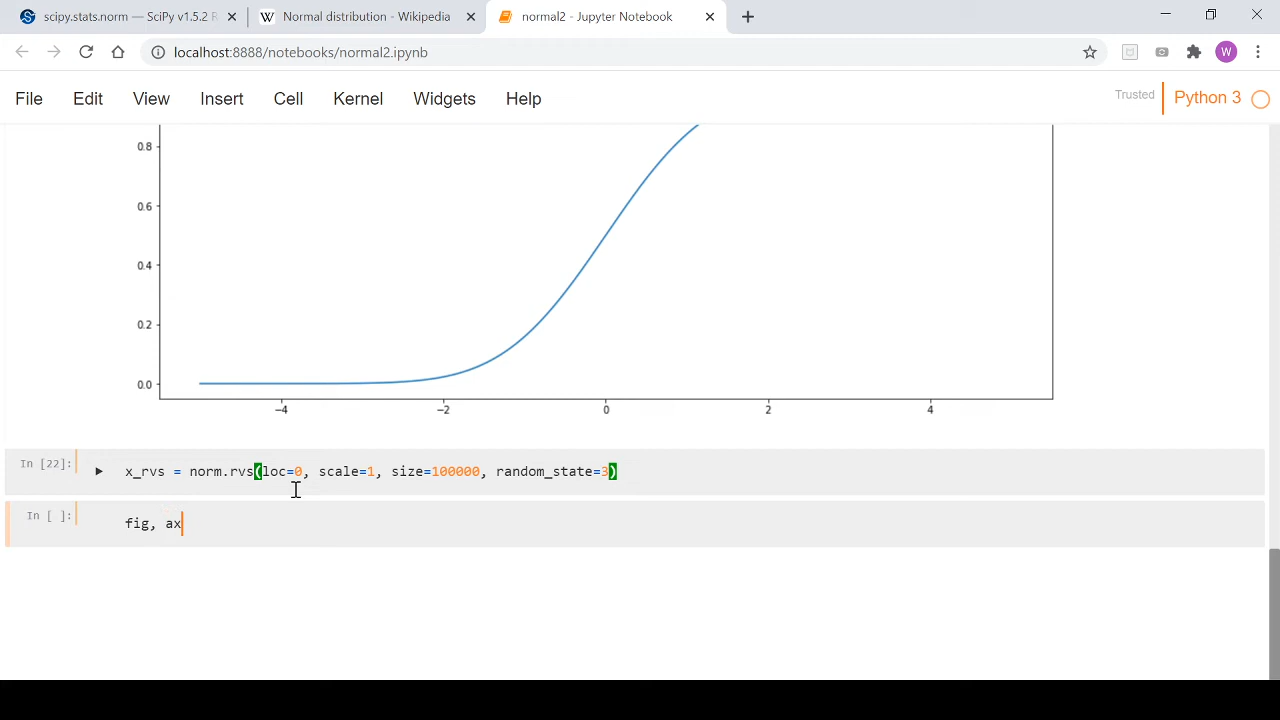 scipy.stats.norm — SciPy v1.5.2 R
Normal distribution - Wikipedia
normal2 - Jupyter Notebook
localhost:8888/notebooks/normal2.ipynb
W
File Edit View Insert Cell Kernel Widgets Help
Trusted
Python 3
0.8
0.6
0.4
0.2
0.0
−4 −2 0 2 4
In [22]: x_rvs = norm.rvs(loc=0, scale=1, size=100000, random_state=3)
In [ ]: fig, ax